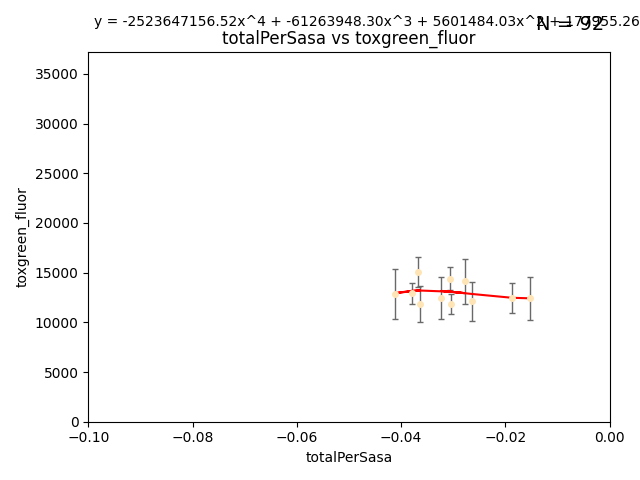 y = -2523647156.52x^4 + -61263948.30x^3 + 5601484.03x^2 +
N = 92
totalPerSasa vs toxgreen_fluor
35000
30000
25000
20000
15000
10000
5000
0
toxgreen_fluor
−0.10
−0.08
−0.06
−0.04
−0.02
0.00
totalPerSasa